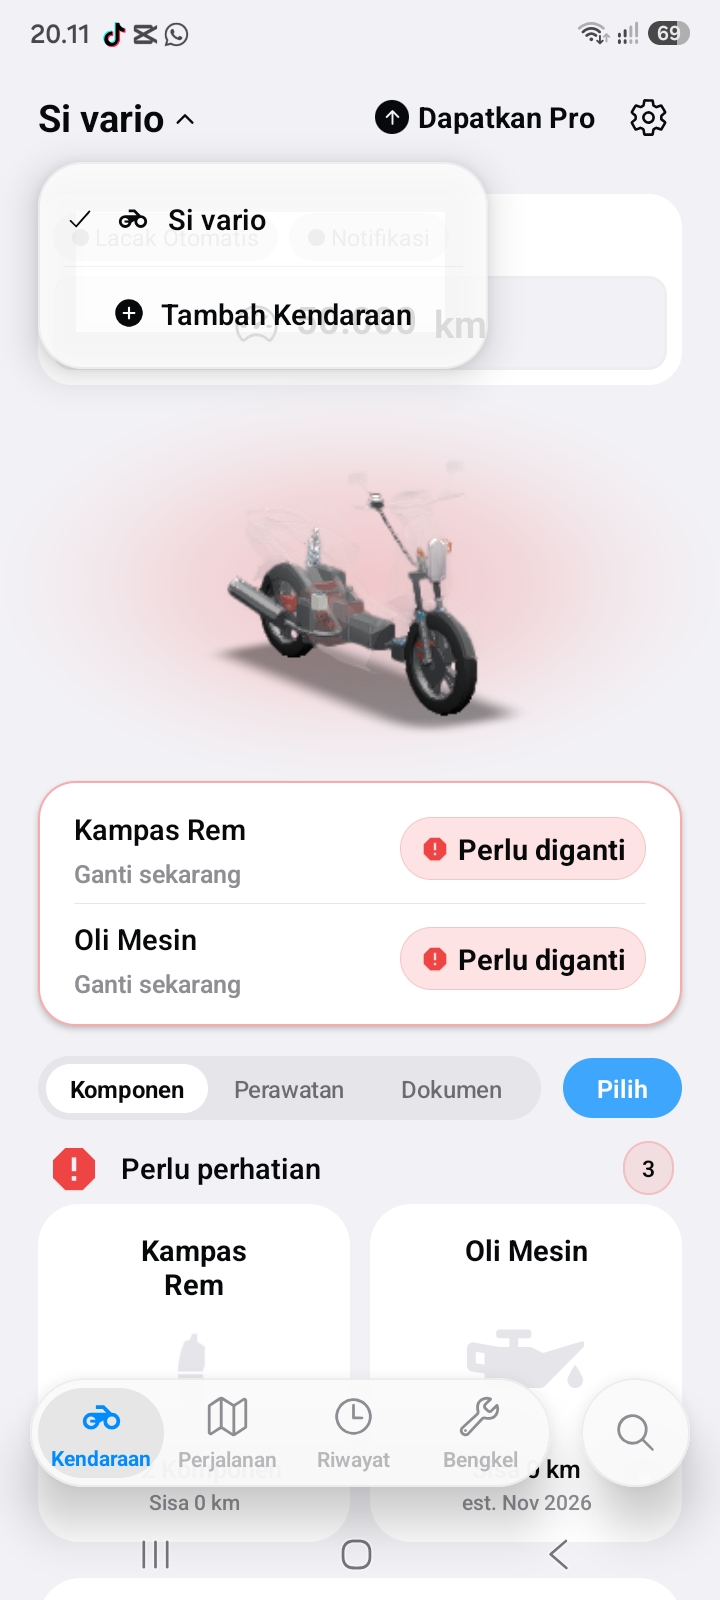 20.11
69
Si vario
Dapatkan Pro
Si vario
Lacak Otomatis
Notifikasi
Tambah Kendaraan
km
Kampas Rem
Ganti sekarang
Perlu diganti
Oli Mesin
Ganti sekarang
Perlu diganti
Komponen
Perawatan
Dokumen
Pilih
Perlu perhatian
3
Kampas
Rem
Oli Mesin
Kendaraan
Perjalanan
Riwayat
Bengkel
Komponen
km
Sisa 0 km
est. Nov 2026